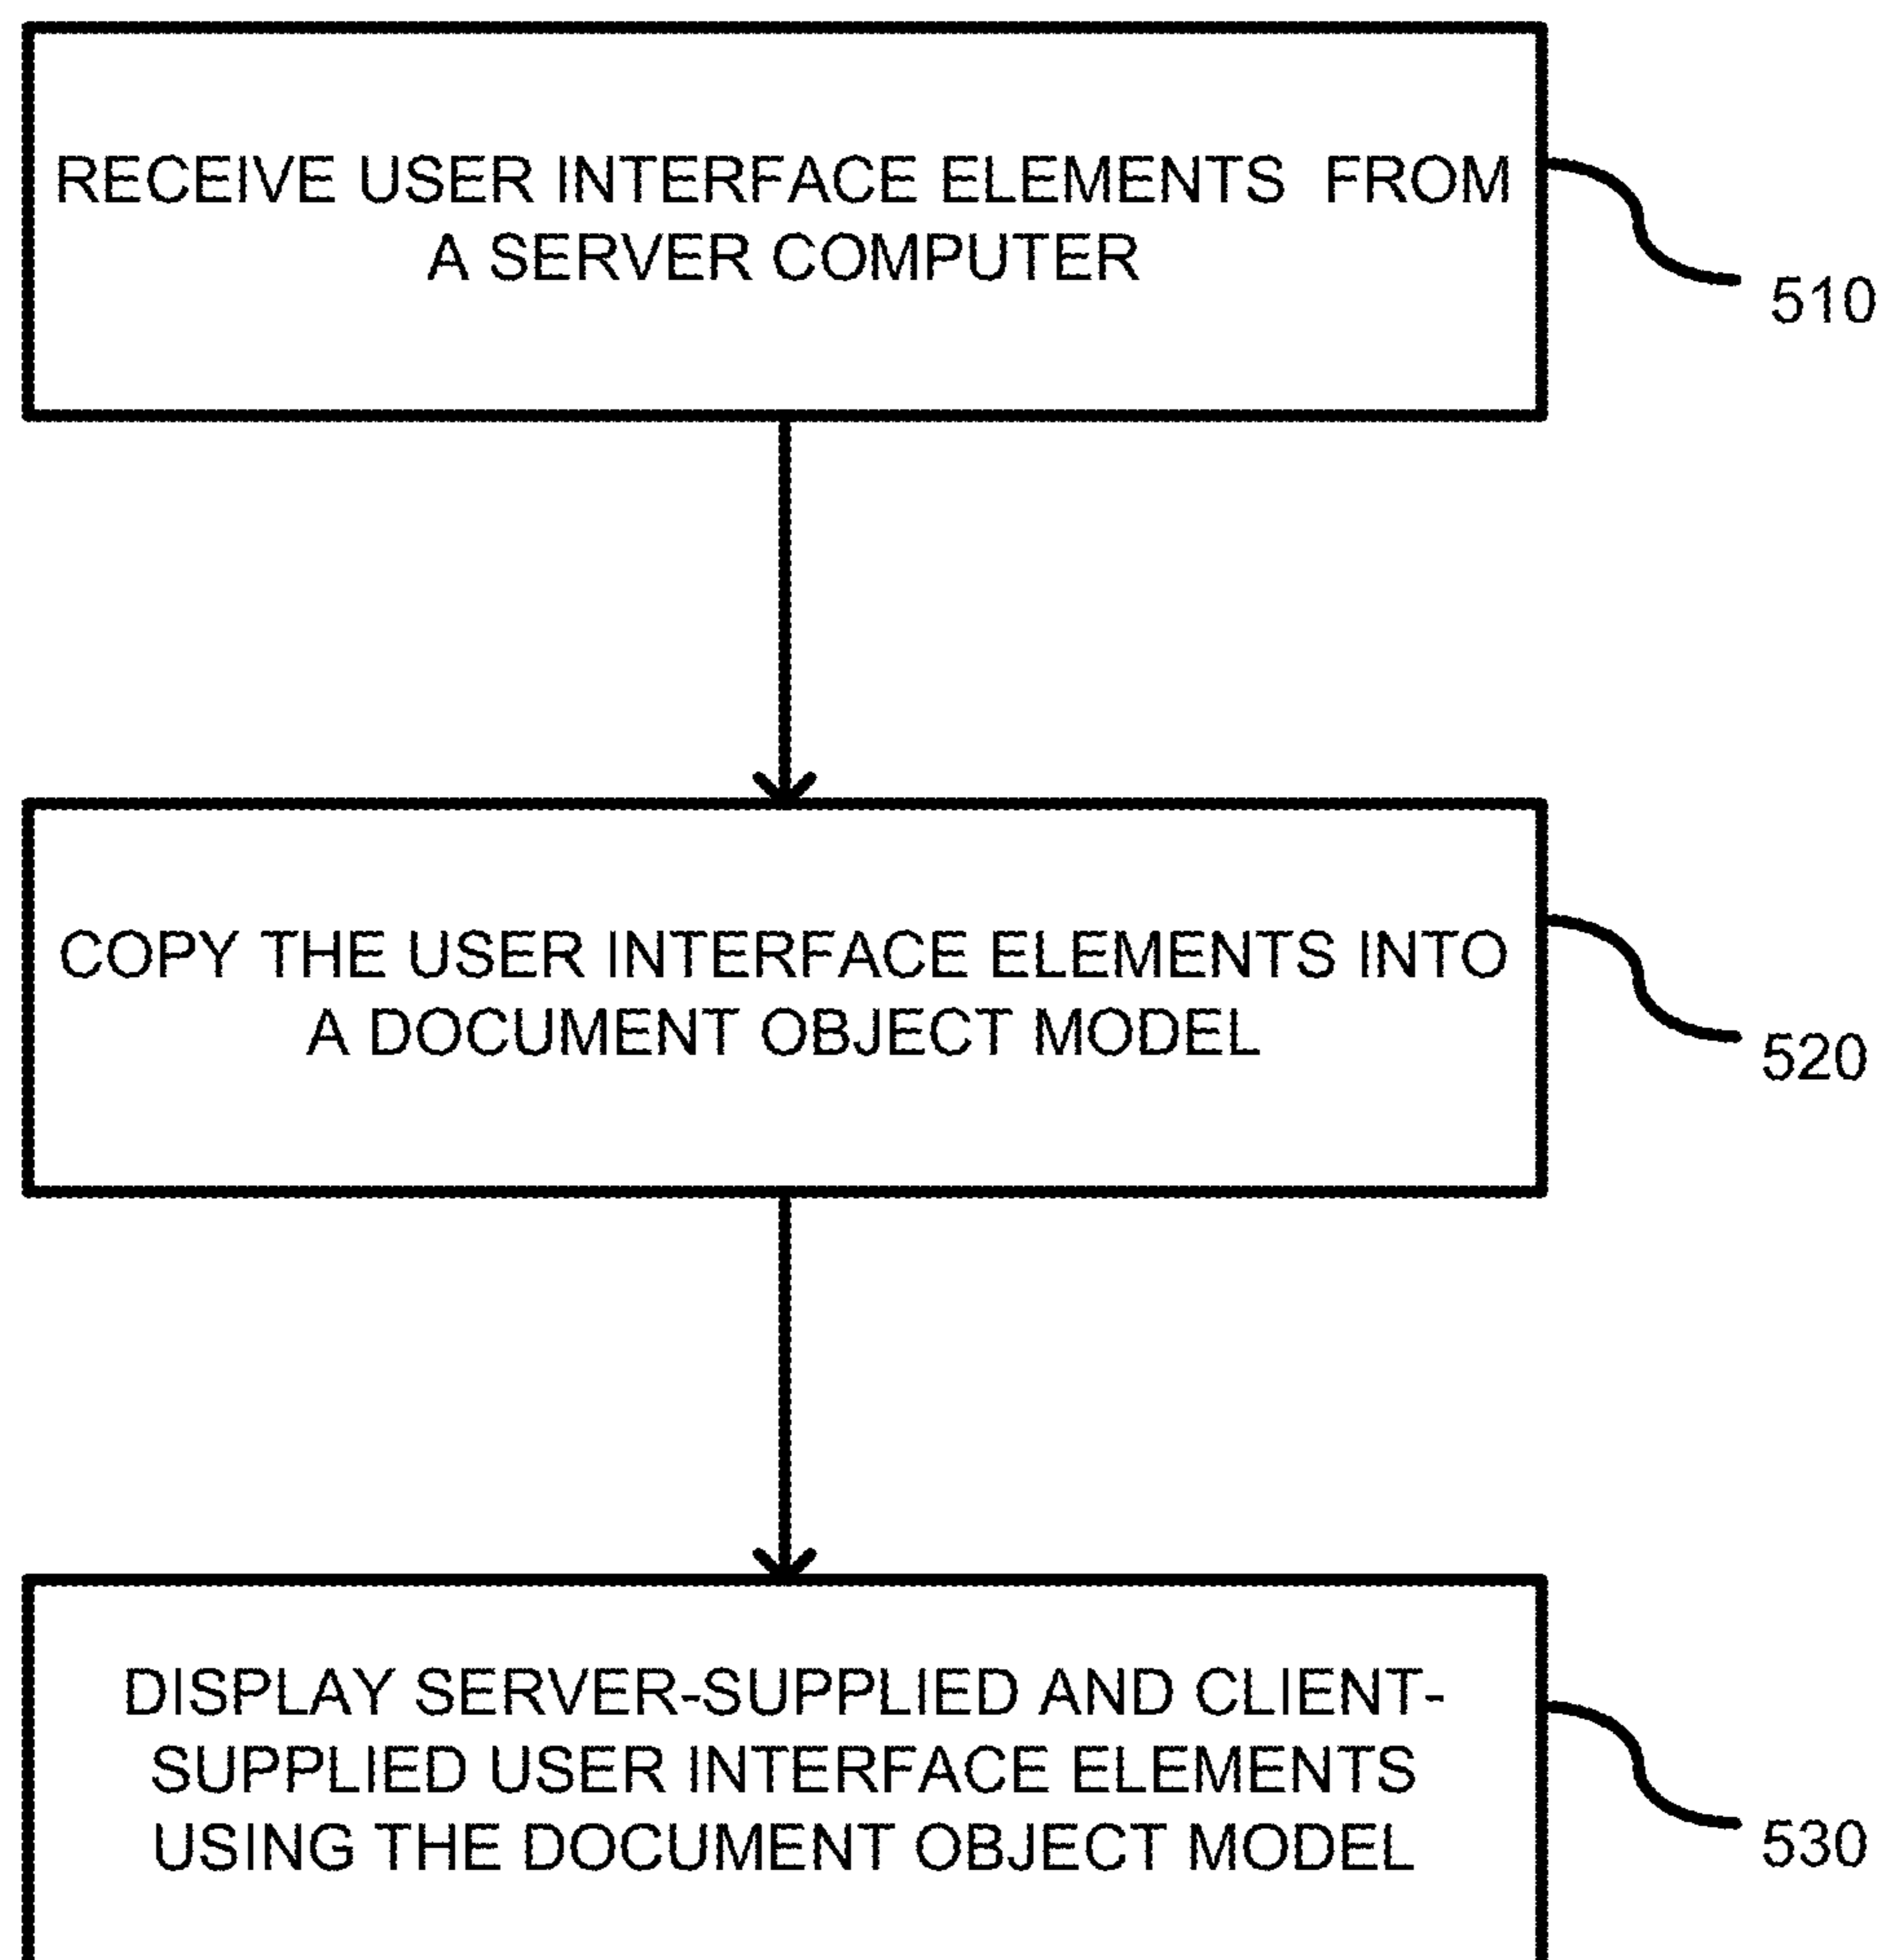 RECEIVE USER INTERFACE ELEMENTS FROM
A SERVER COMPUTER
510
COPY THE USER INTERFACE ELEMENTS INTO
A DOCUMENT OBJECT MODEL
520
DISPLAY SERVER-SUPPLIED AND CLIENT-
SUPPLIED USER INTERFACE ELEMENTS
USING THE DOCUMENT OBJECT MODEL
530